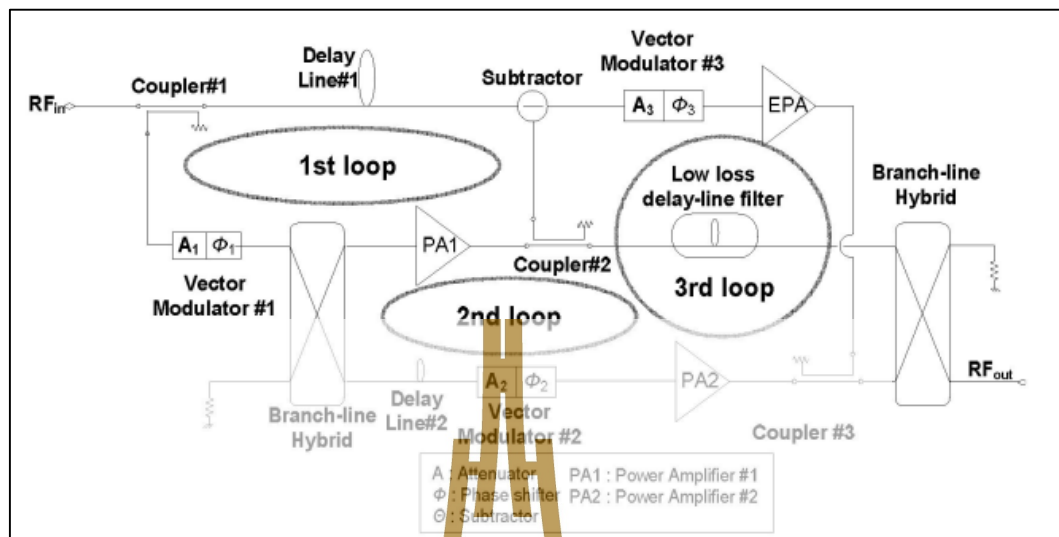 Delay
Line#1
Vector
Modulator #3
Coupler#1
Subtractor
RFin
A3 Φ3
EPA
1st loop
Low loss
delay-line filter
Branch-line
Hybrid
A1 Φ1
PA1
Coupler#2
Vector
Modulator #1
2nd loop
3rd loop
A2 Φ2
PA2
RFout
Branch-line
Hybrid
Delay
Line#2
Vector
Modulator #2
Coupler #3
A : Attenuator PA1 : Power Amplifier #1
Φ : Phase shifter PA2 : Power Amplifier #2
Θ : Subtractor